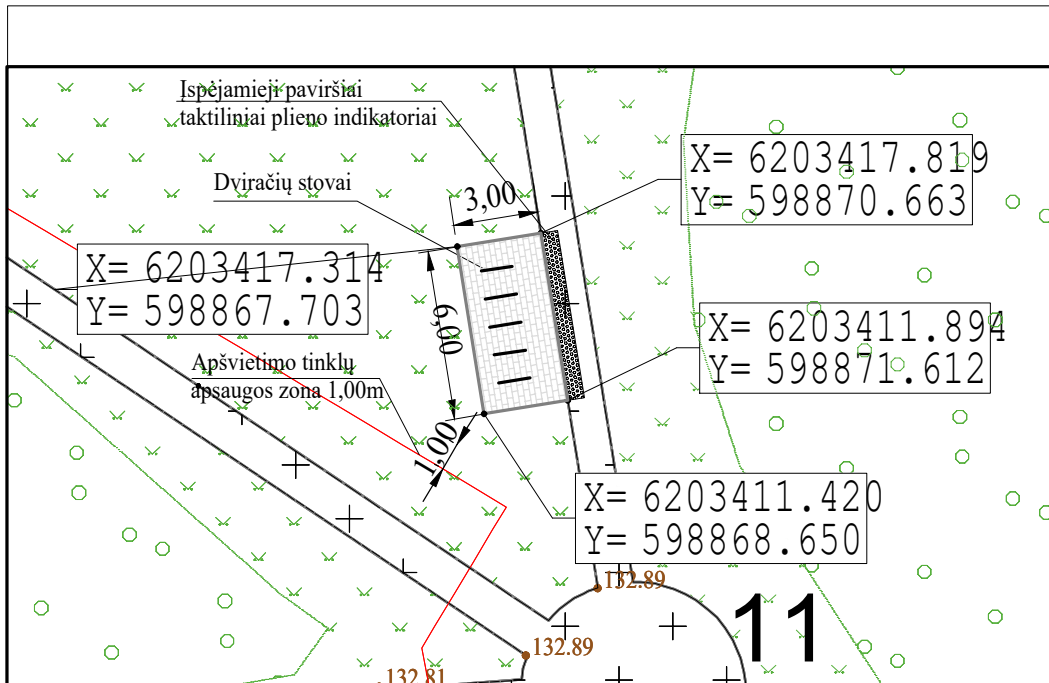 Įspėjamieji paviršiai
taktiliniai plieno indikatoriai
Dviračių stovai
3,00
X= 6203417.819
Y= 598870.663
X= 6203417.314
Y= 598867.703
6,00
X= 6203411.894
Y= 598871.612
Apšvietimo tinklų
apsaugos zona 1,00m
1,00
X= 6203411.420
Y= 598868.650
132.89
11
132.89
132.81